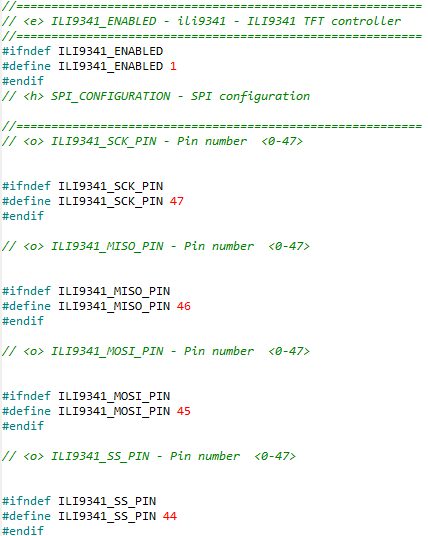 //==========================================================
// <e> ILI9341_ENABLED - ili9341 - ILI9341 TFT controller
//==========================================================
#ifndef ILI9341_ENABLED
#define ILI9341_ENABLED 1
#endif
// <h> SPI_CONFIGURATION - SPI configuration
//==========================================================
// <o> ILI9341_SCK_PIN - Pin number  <0-47>
#ifndef ILI9341_SCK_PIN
#define ILI9341_SCK_PIN 47
#endif
// <o> ILI9341_MISO_PIN - Pin number  <0-47>
#ifndef ILI9341_MISO_PIN
#define ILI9341_MISO_PIN 46
#endif
// <o> ILI9341_MOSI_PIN - Pin number  <0-47>
#ifndef ILI9341_MOSI_PIN
#define ILI9341_MOSI_PIN 45
#endif
// <o> ILI9341_SS_PIN - Pin number  <0-47>
#ifndef ILI9341_SS_PIN
#define ILI9341_SS_PIN 44
#endif